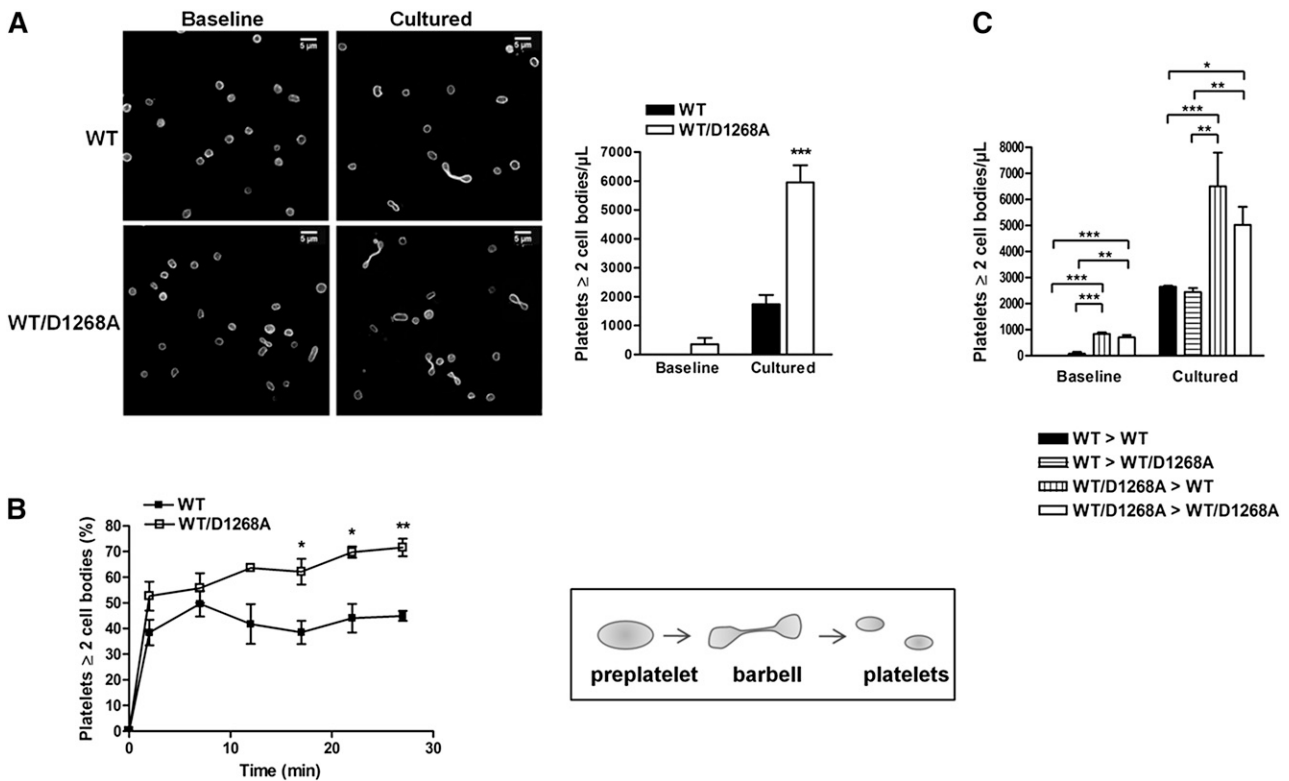 A
Baseline
Cultured
5 µm
5 µm
WT
5 µm
5 µm
WT/D1268A
WT
WT/D1268A
Platelets ≥ 2 cell bodies/µL
7000
6000
5000
4000
3000
2000
1000
0
***
Baseline
Cultured
C
*
**
***
**
***
**
***
***
Platelets ≥ 2 cell bodies/µL
8000
7000
6000
5000
4000
3000
2000
1000
0
Baseline
Cultured
WT > WT
WT > WT/D1268A
WT/D1268A > WT
WT/D1268A > WT/D1268A
B
WT
WT/D1268A
Platelets ≥ 2 cell bodies (%)
80
70
60
50
40
30
20
10
0
*
*
**
0
10
20
30
Time (min)
preplatelet
barbell
platelets